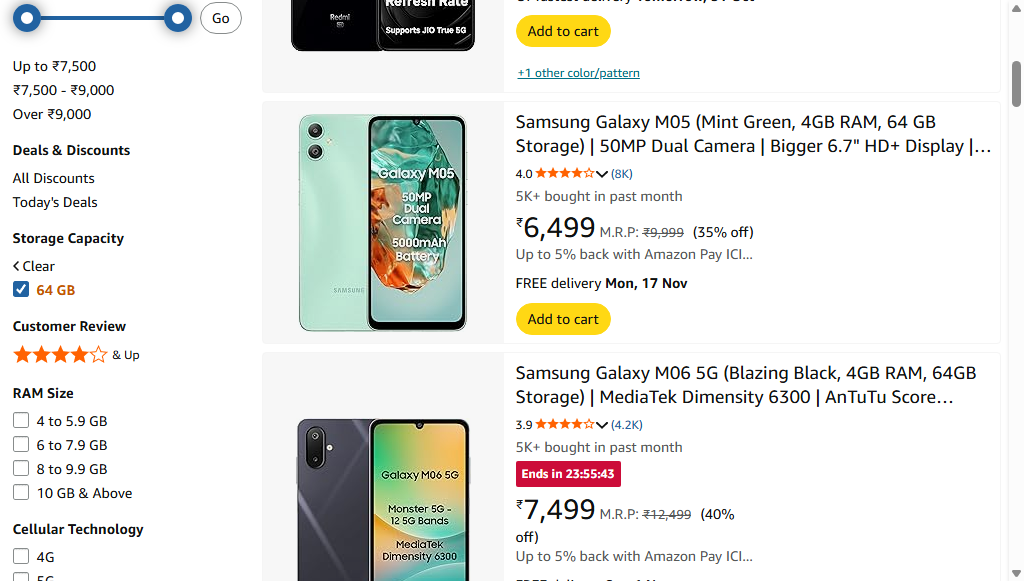 Go
Up to ₹7,500
₹7,500 - ₹9,000
Over ₹9,000
Deals & Discounts
All Discounts
Today's Deals
Storage Capacity
Clear
64 GB
Customer Review
& Up
RAM Size
4 to 5.9 GB
6 to 7.9 GB
8 to 9.9 GB
10 GB & Above
Cellular Technology
4G
5G
Redmi
5G
Refresh Rate
Supports JIO True 5G
Add to cart
+1 other color/pattern
Galaxy M05
50MP
Dual
Camera
5000mAh
Battery
SAMSUNG
Samsung Galaxy M05 (Mint Green, 4GB RAM, 64 GB
Storage) | 50MP Dual Camera | Bigger 6.7" HD+ Display |...
4.0 (8K)
5K+ bought in past month
₹6,499 M.R.P: ₹9,999 (35% off)
Up to 5% back with Amazon Pay ICI...
FREE delivery Mon, 17 Nov
Add to cart
Galaxy M06 5G
Monster 5G -
12 5G Bands
MediaTek
Dimensity 6300
Samsung Galaxy M06 5G (Blazing Black, 4GB RAM, 64GB
Storage) | MediaTek Dimensity 6300 | AnTuTu Score...
3.9 (4.2K)
5K+ bought in past month
Ends in 23:55:43
₹7,499 M.R.P: ₹12,499 (40%
off)
Up to 5% back with Amazon Pay ICI...